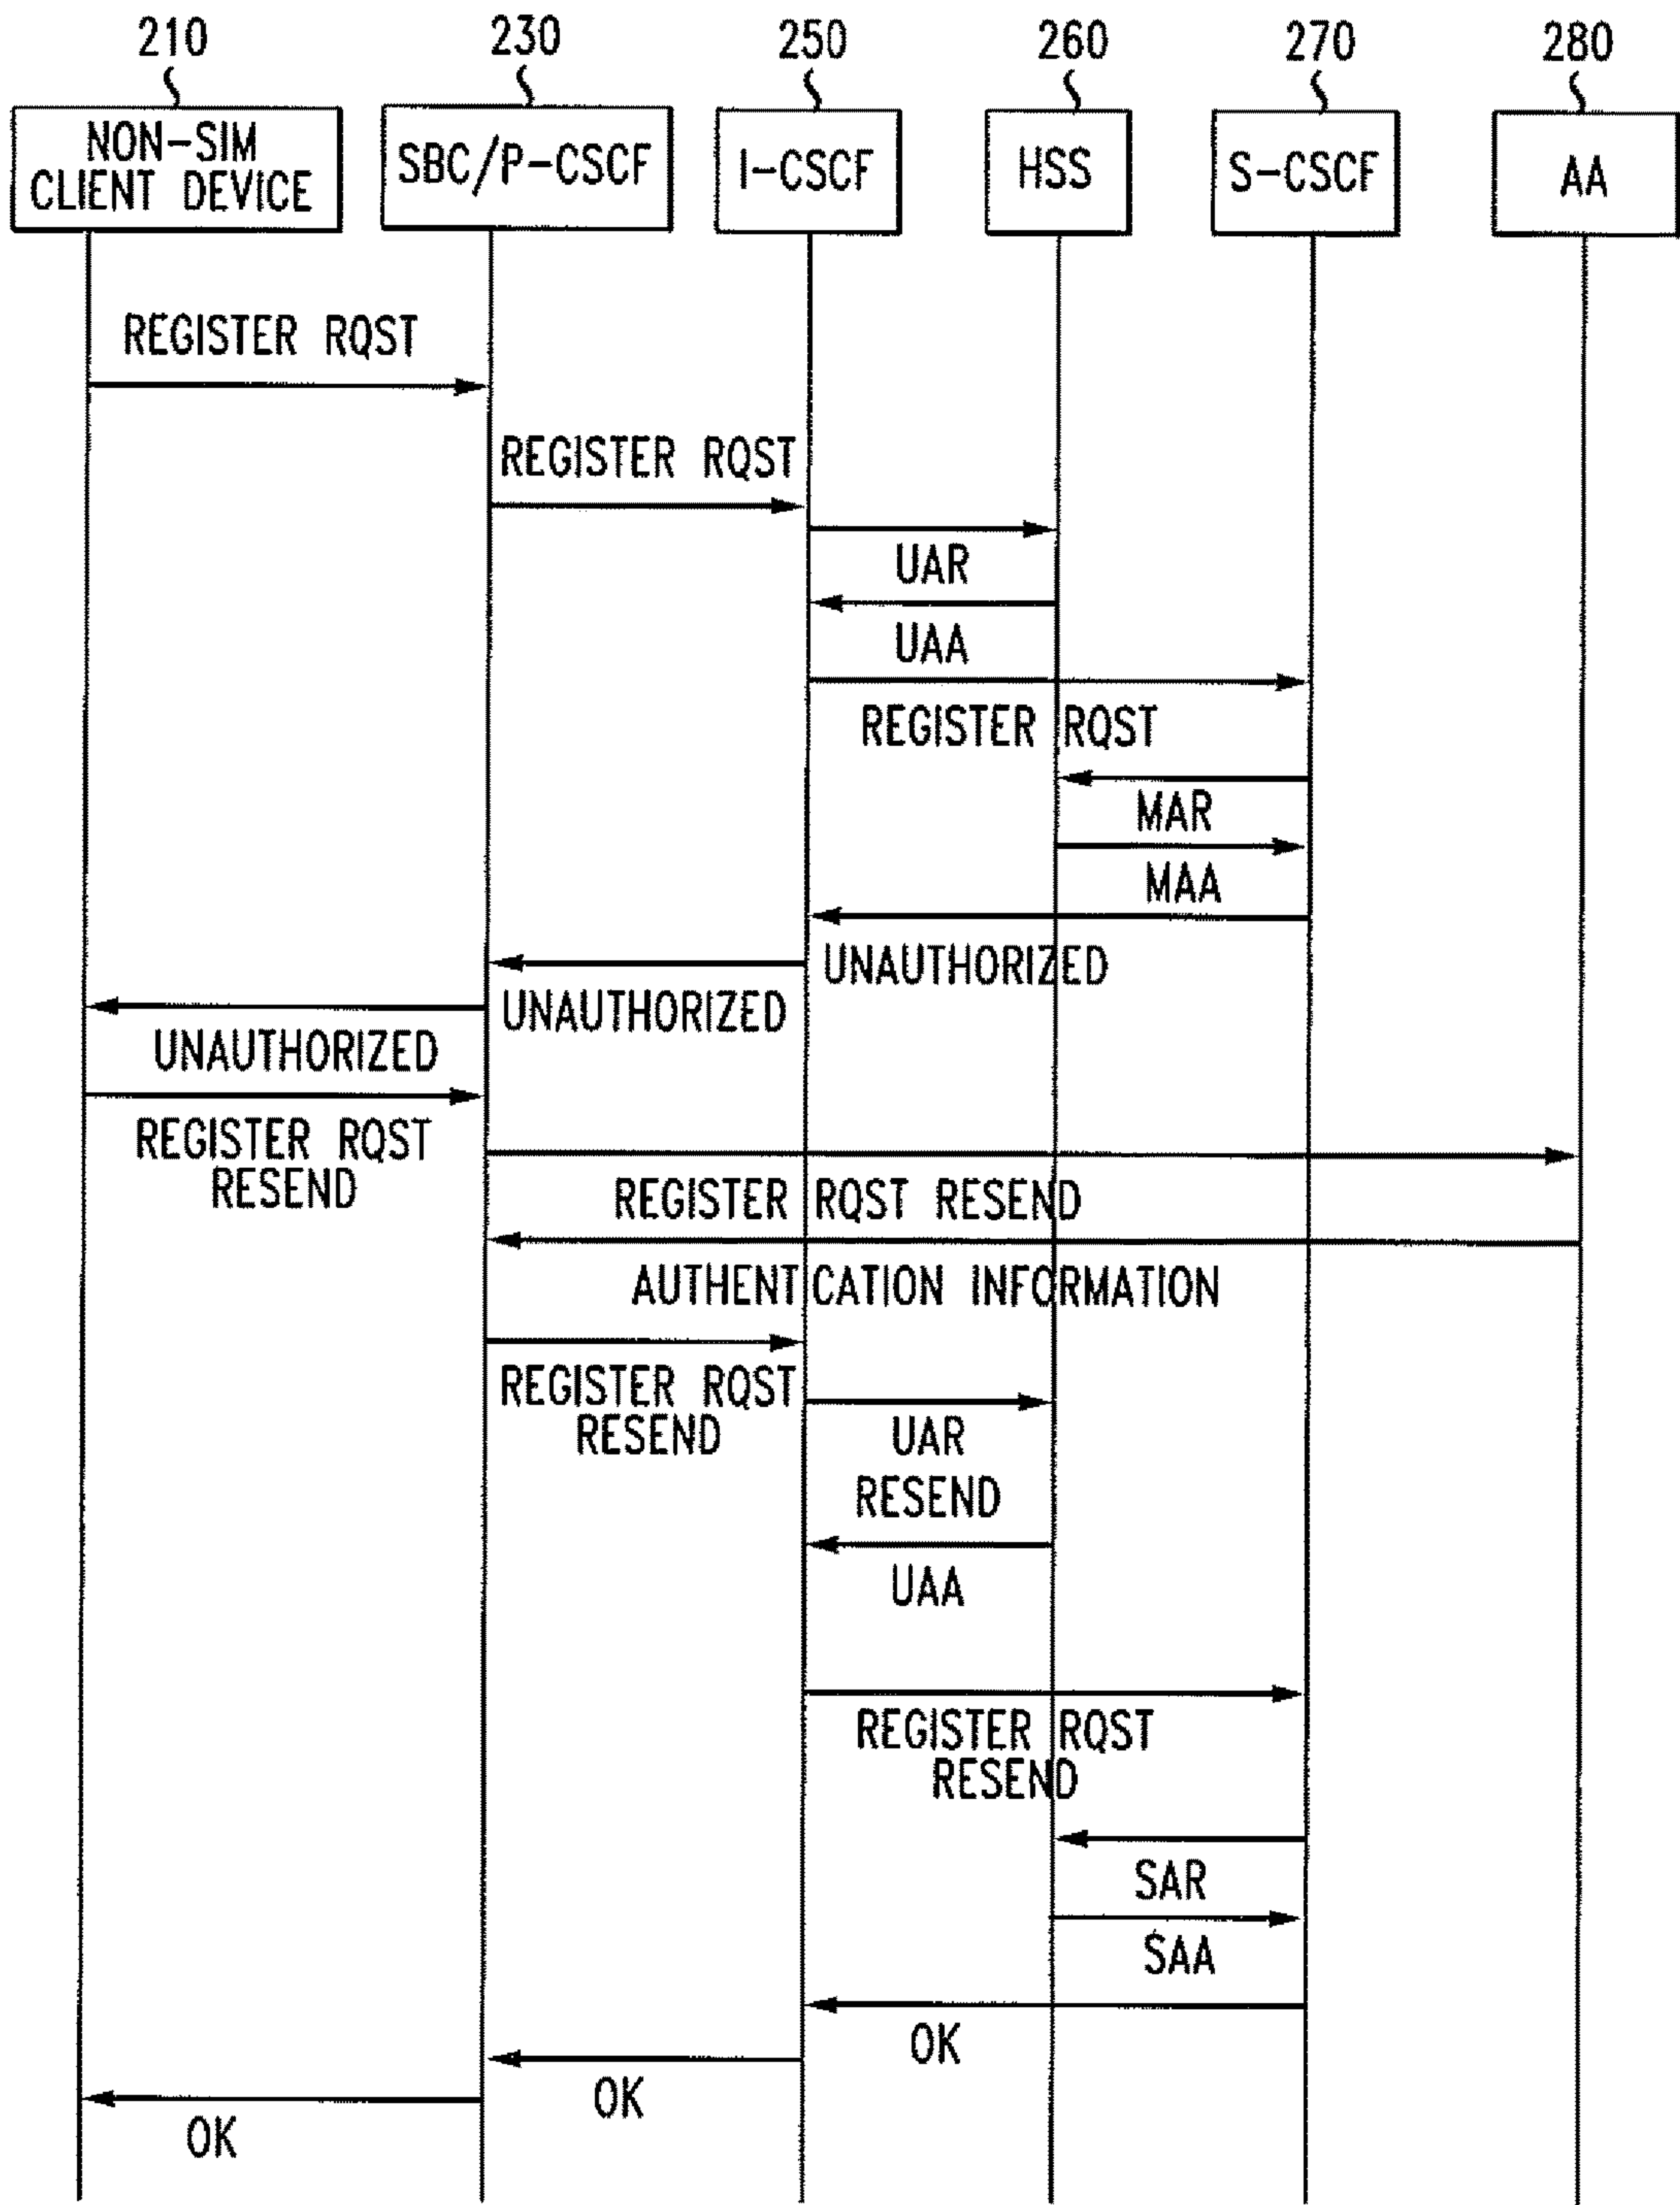 210 230 250 260 270 280
NON-SIM
CLIENT DEVICE
SBC/P-CSCF
I-CSCF
HSS
S-CSCF
AA
REGISTER RQST
REGISTER RQST
UAR
UAA
REGISTER RQST
MAR
MAA
UNAUTHORIZED
UNAUTHORIZED
UNAUTHORIZED
REGISTER RQST
RESEND
REGISTER RQST RESEND
AUTHENTICATION INFORMATION
REGISTER RQST
RESEND
UAR
RESEND
UAA
REGISTER RQST
RESEND
SAR
SAA
OK
OK
OK